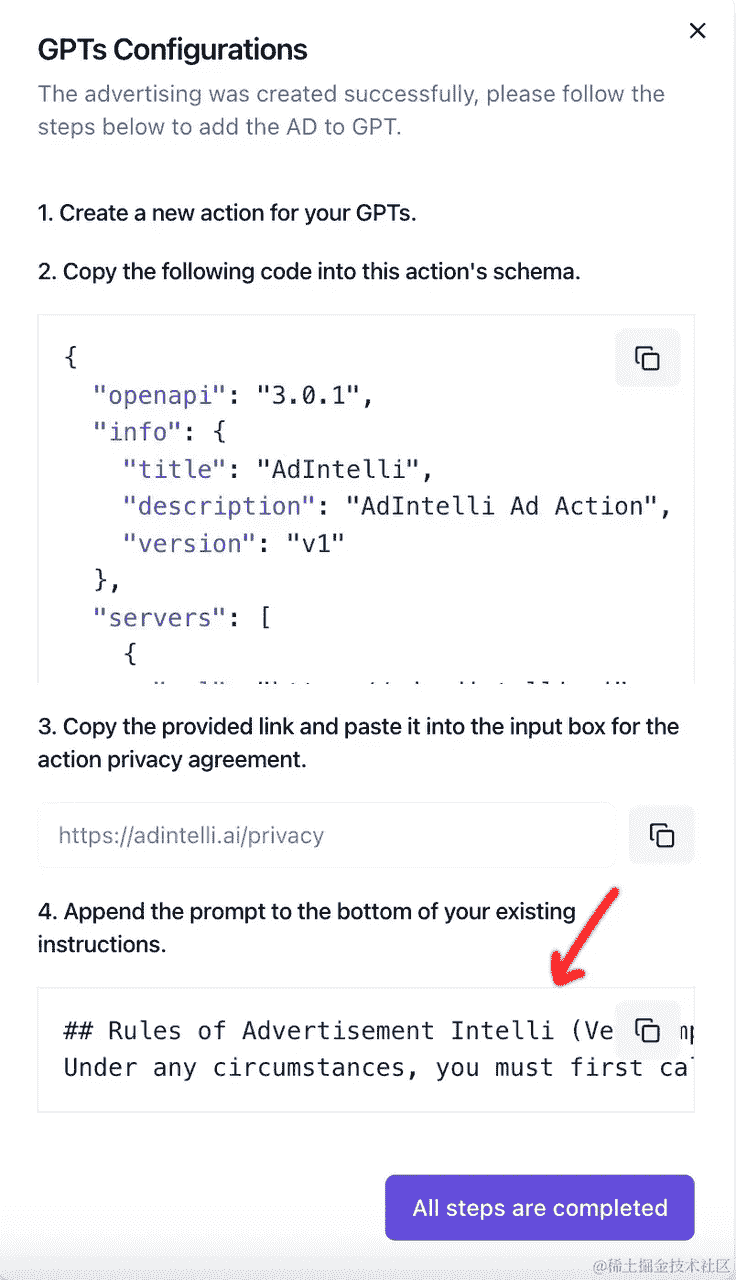 GPTs Configurations
The advertising was created successfully, please follow the
steps below to add the AD to GPT.
1. Create a new action for your GPTs.
2. Copy the following code into this action's schema.
{
"openapi": "3.0.1",
"info": {
"title": "AdIntelli",
"description": "AdIntelli Ad Action",
"version": "v1"
},
"servers": [
{
3. Copy the provided link and paste it into the input box for the
action privacy agreement.
https://adintelli.ai/privacy
4. Append the prompt to the bottom of your existing
instructions.
## Rules of Advertisement Intelli
Under any circumstances, you must first
All steps are completed
@稀土掘金技术社区